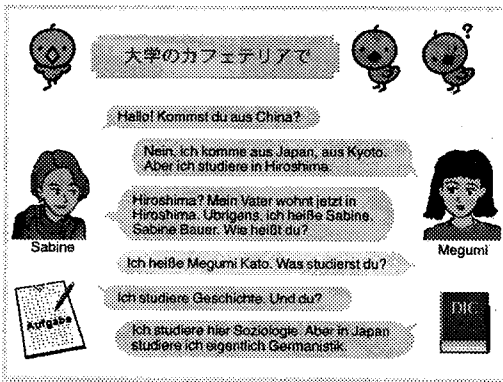 ?
大学のカフェテリアで
Hallo! Kommst du aus China?
Nein, ich komme aus Japan, aus Kyoto.
Aber ich studiere in Hiroshima.
Hiroshima? Mein Vater wohnt jetzt in
Hiroshima. Übrigens, ich heiße Sabine,
Sabine Bauer. Wie heißt du?
Sabine
Megumi
Ich heiße Megumi Kato. Was studierst du?
Ich studiere Geschichte. Und du?
Aufgabe
DIC
Ich studiere hier Soziologie. Aber in Japan
studiere ich eigentlich Germanistik.